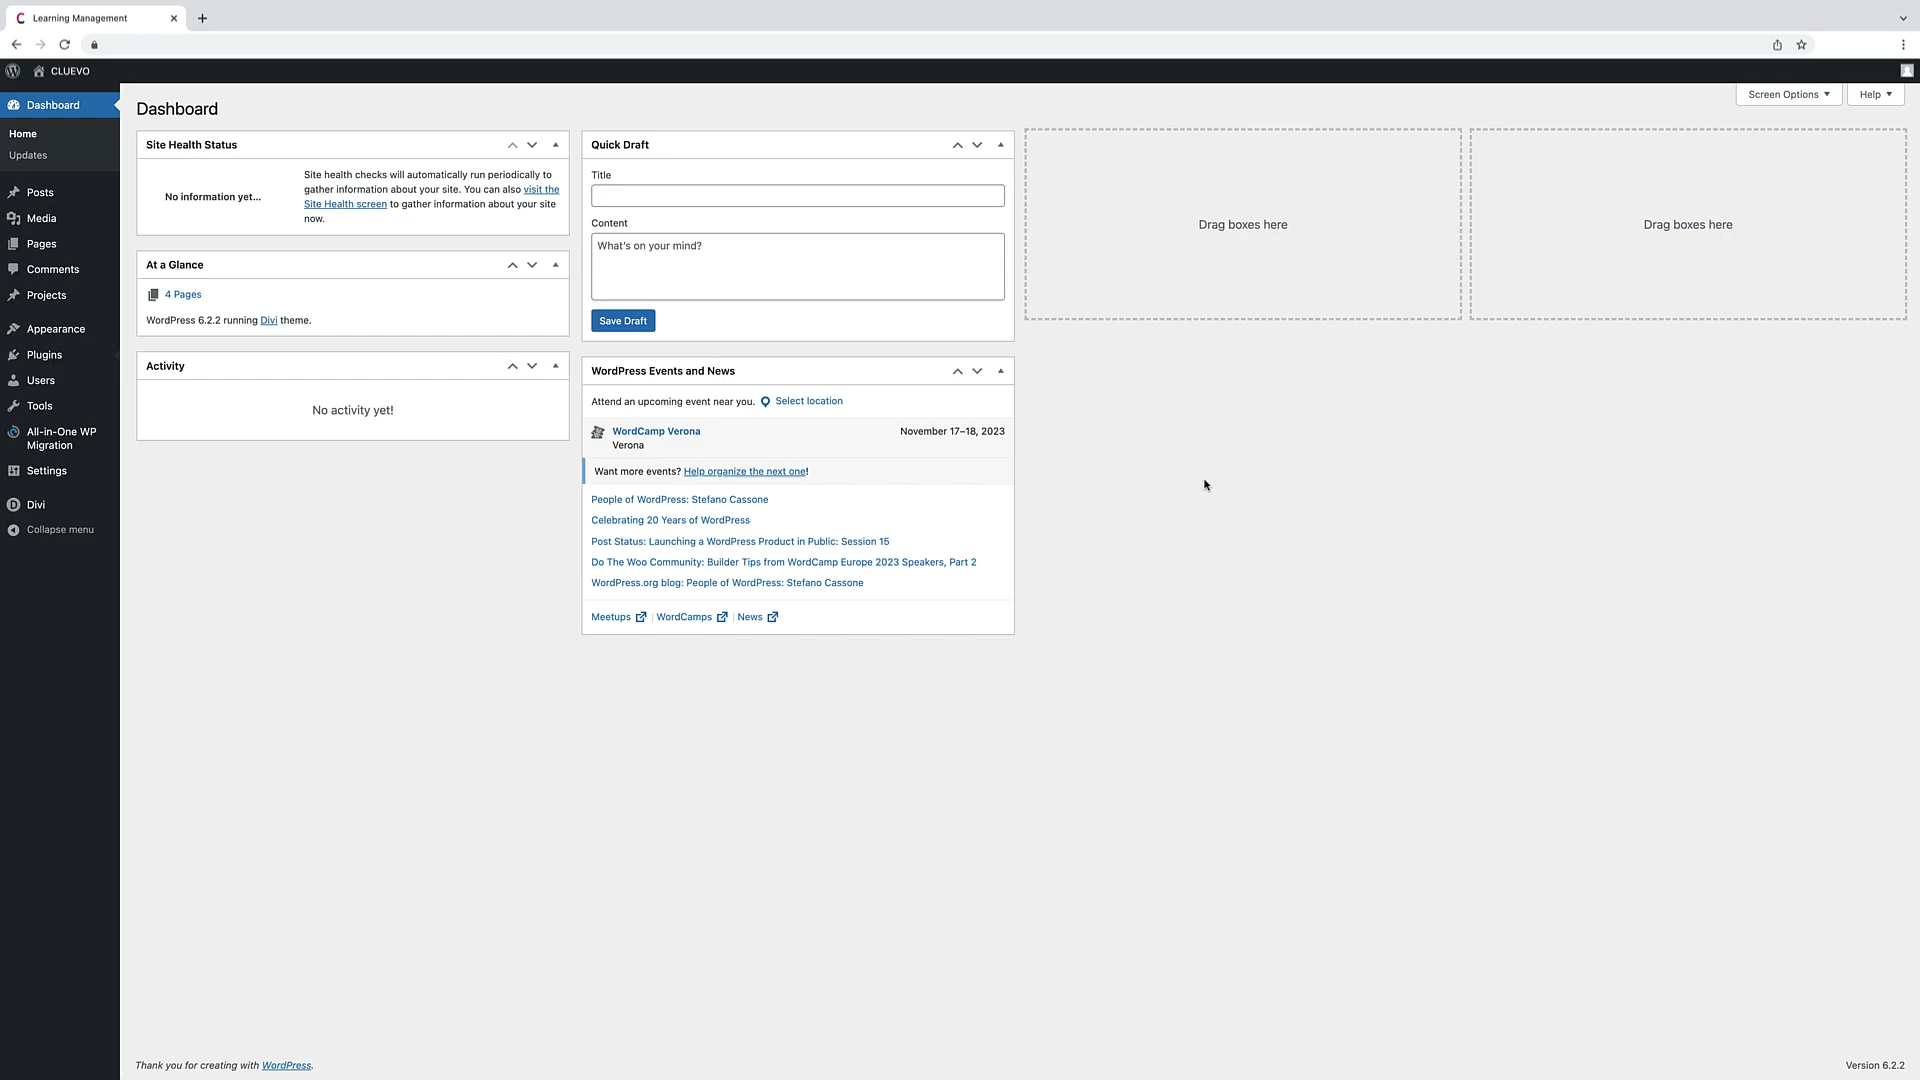 Learning Management
CLUEVO
Dashboard
Home
Updates
Posts
Media
Pages
Comments
Projects
Appearance
Plugins
Users
Tools
All-in-One WP
Migration
Settings
Divi
Collapse menu
Screen Options
Help
Dashboard
Site Health Status
No information yet...
Site health checks will automatically run periodically to
gather information about your site. You can also visit the
Site Health screen to gather information about your site
now.
At a Glance
4 Pages
WordPress 6.2.2 running Divi theme.
Activity
No activity yet!
Quick Draft
Title
Content
What's on your mind?
Save Draft
WordPress Events and News
Attend an upcoming event near you. Select location
WordCamp Verona November 17–18, 2023
Verona
Want more events? Help organize the next one!
People of WordPress: Stefano Cassone
Celebrating 20 Years of WordPress
Post Status: Launching a WordPress Product in Public: Session 15
Do The Woo Community: Builder Tips from WordCamp Europe 2023 Speakers, Part 2
WordPress.org blog: People of WordPress: Stefano Cassone
Meetups | WordCamps | News
Drag boxes here
Drag boxes here
Thank you for creating with WordPress.
Version 6.2.2